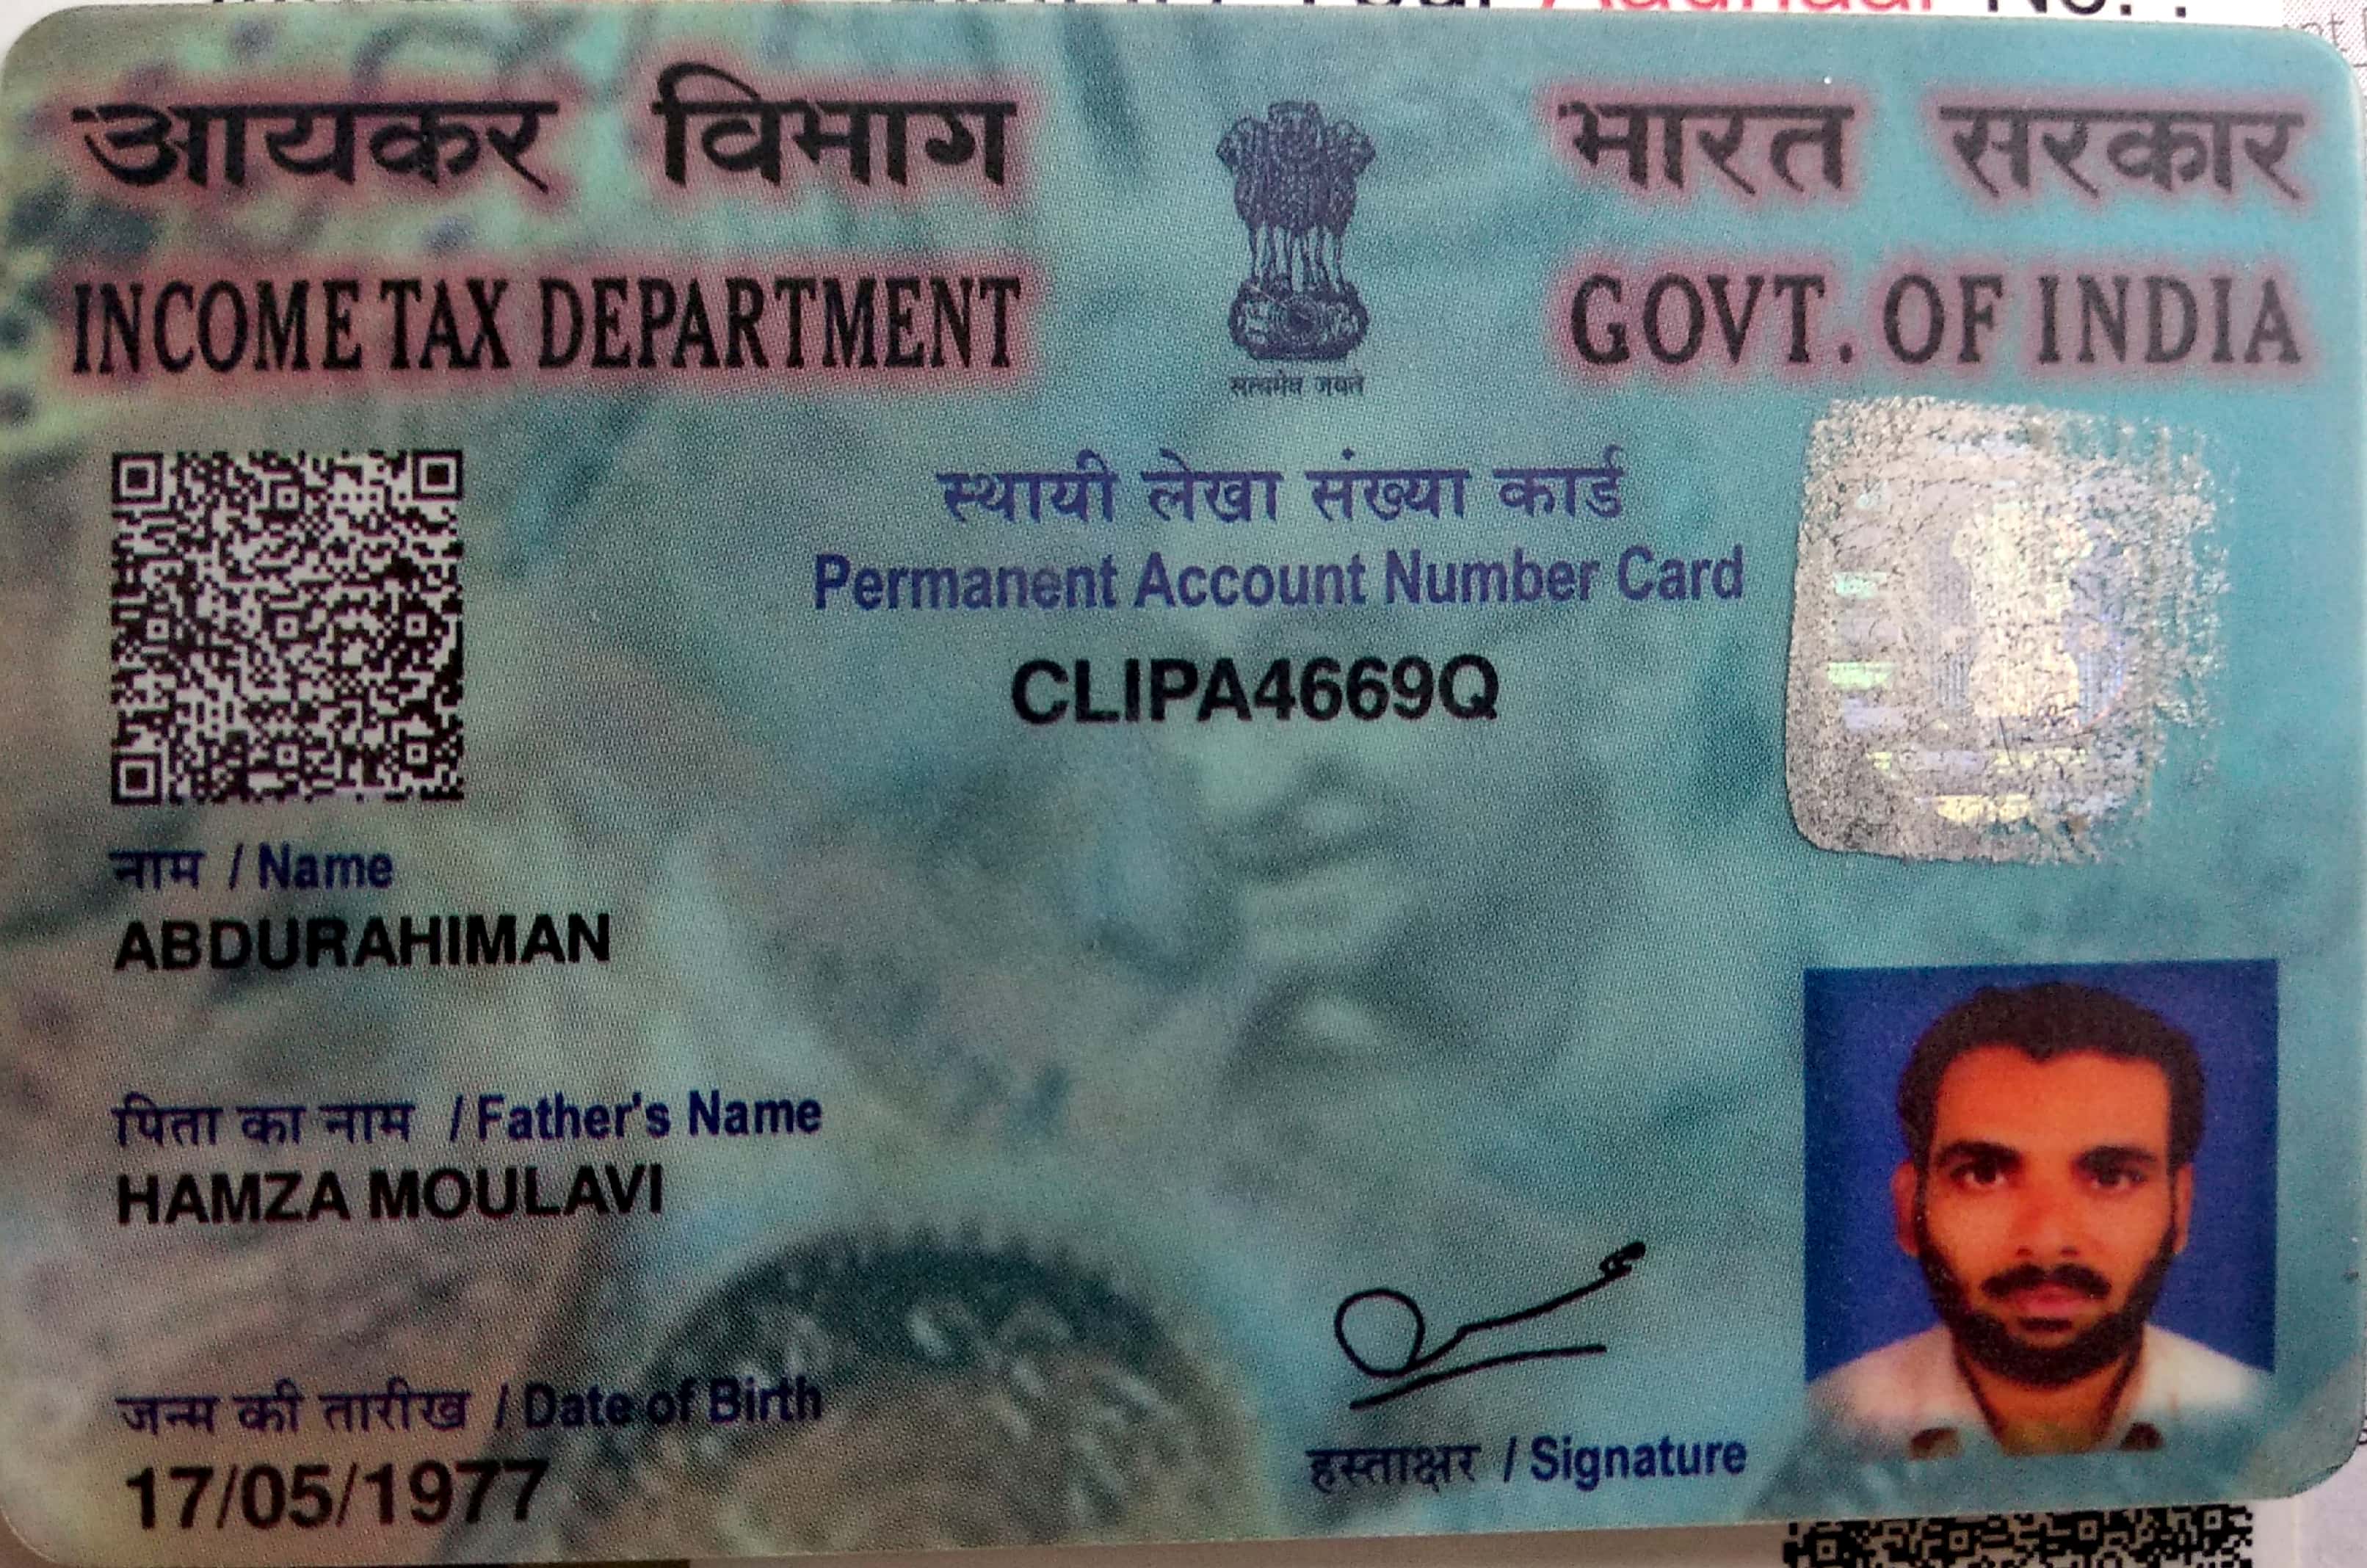 आयकर विभाग
INCOME TAX DEPARTMENT
सत्यमेव जयते
भारत सरकार
GOVT. OF INDIA
स्थायी लेखा संख्या कार्ड
Permanent Account Number Card
CLIPA4669Q
नाम / Name
ABDURAHIMAN
पिता का नाम / Father's Name
HAMZA MOULAVI
जन्म की तारीख / Date of Birth
17/05/1977
हस्ताक्षर / Signature